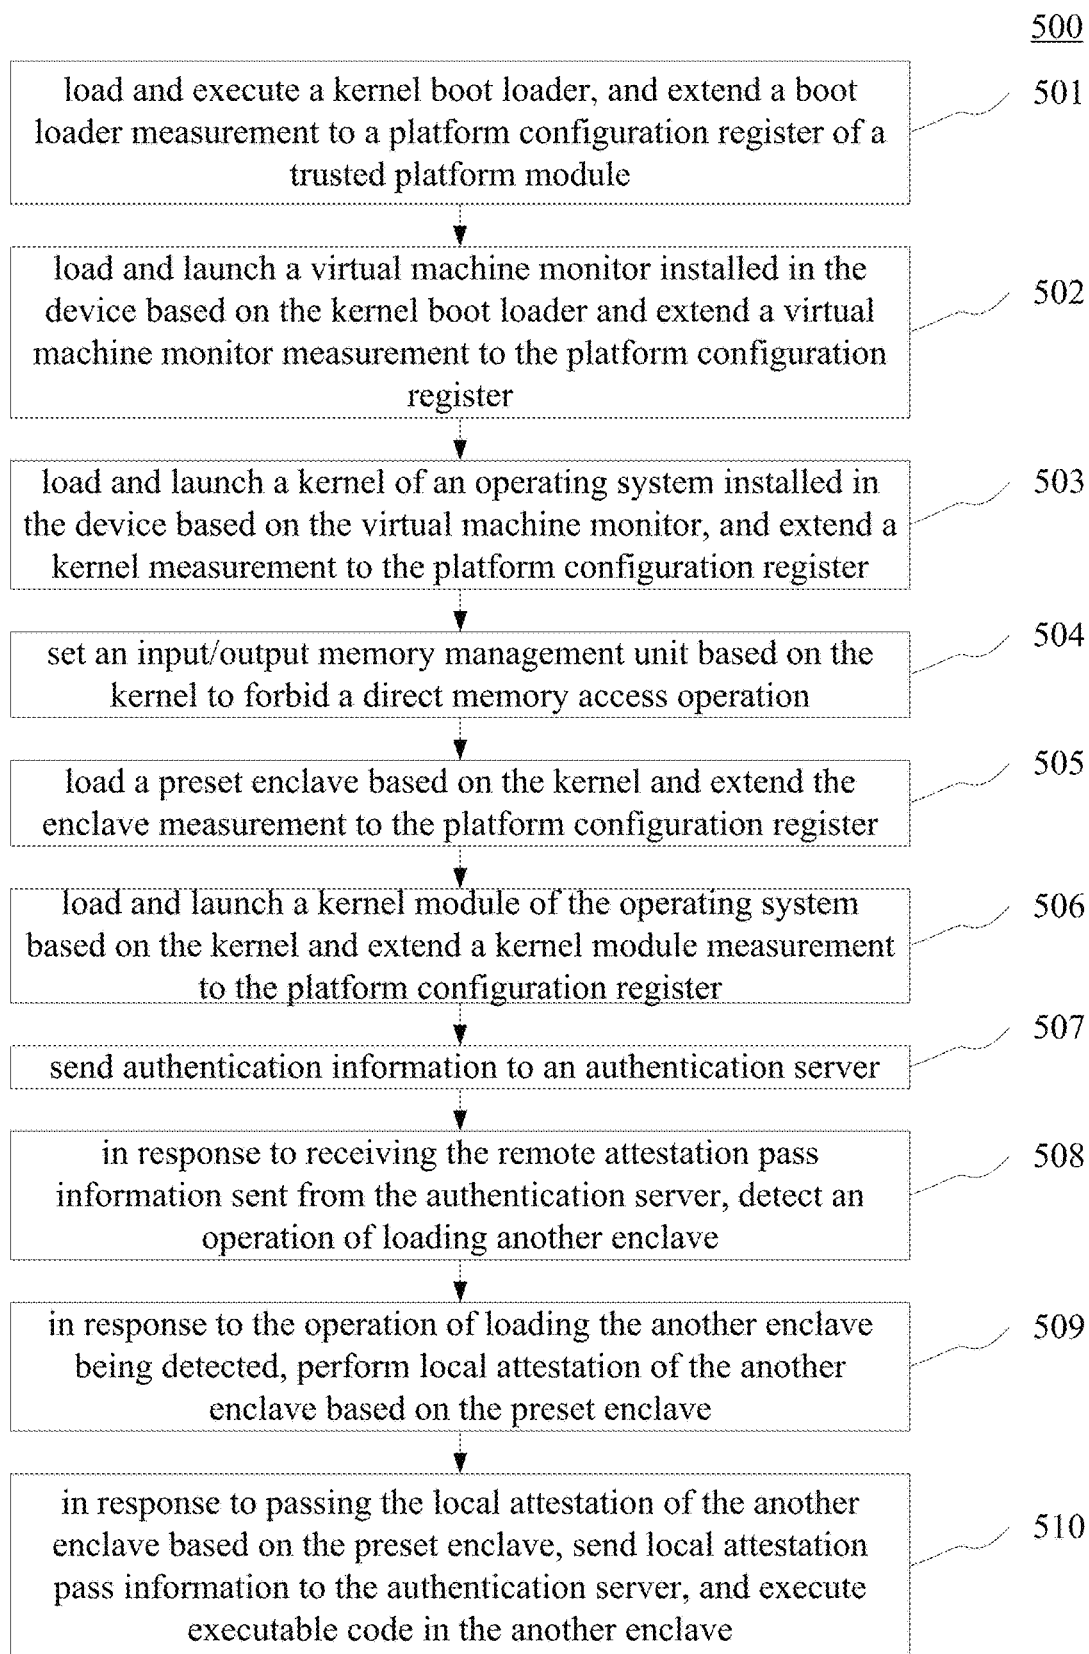 500
load and execute a kernel boot loader, and extend a boot
loader measurement to a platform configuration register of a
trusted platform module
501
load and launch a virtual machine monitor installed in the
device based on the kernel boot loader and extend a virtual
machine monitor measurement to the platform configuration
register
502
load and launch a kernel of an operating system installed in
the device based on the virtual machine monitor, and extend a
kernel measurement to the platform configuration register
503
set an input/output memory management unit based on the
kernel to forbid a direct memory access operation
504
load a preset enclave based on the kernel and extend the
enclave measurement to the platform configuration register
505
load and launch a kernel module of the operating system
based on the kernel and extend a kernel module measurement
to the platform configuration register
506
send authentication information to an authentication server
507
in response to receiving the remote attestation pass
information sent from the authentication server, detect an
operation of loading another enclave
508
in response to the operation of loading the another enclave
being detected, perform local attestation of the another
enclave based on the preset enclave
509
in response to passing the local attestation of the another
enclave based on the preset enclave, send local attestation
pass information to the authentication server, and execute
executable code in the another enclave
510